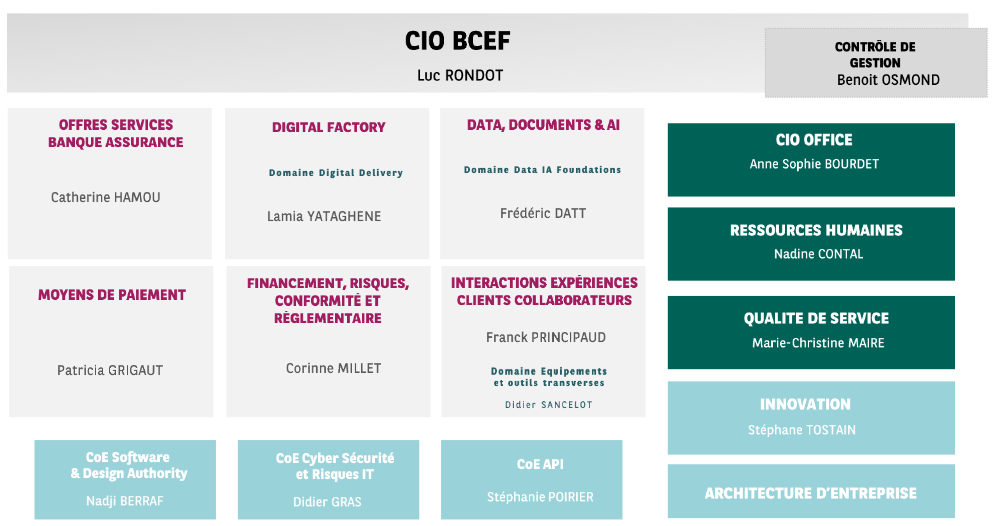 CIO BCEF
Luc RONDOT
CONTRÔLE DE
GESTION
Benoit OSMOND
OFFRES SERVICES
BANQUE ASSURANCE
Catherine HAMOU
DIGITAL FACTORY
Domaine Digital Delivery
Lamia YATAGHENE
DATA, DOCUMENTS & AI
Domaine Data IA Foundations
Frédéric DATT
CIO OFFICE
Anne Sophie BOURDET
RESSOURCES HUMAINES
Nadine CONTAL
MOYENS DE PAIEMENT
Patricia GRIGAUT
FINANCEMENT, RISQUES,
CONFORMITÉ ET
RÈGLEMENTAIRE
Corinne MILLET
INTERACTIONS EXPÉRIENCES
CLIENTS COLLABORATEURS
Franck PRINCIPAUD
Domaine Equipements
et outils transverses
Didier SANCELOT
QUALITE DE SERVICE
Marie-Christine MAIRE
INNOVATION
Stéphane TOSTAIN
CoE Software
& Design Authority
Nadji BERRAF
CoE Cyber Sécurité
et Risques IT
Didier GRAS
CoE API
Stéphanie POIRIER
ARCHITECTURE D'ENTREPRISE